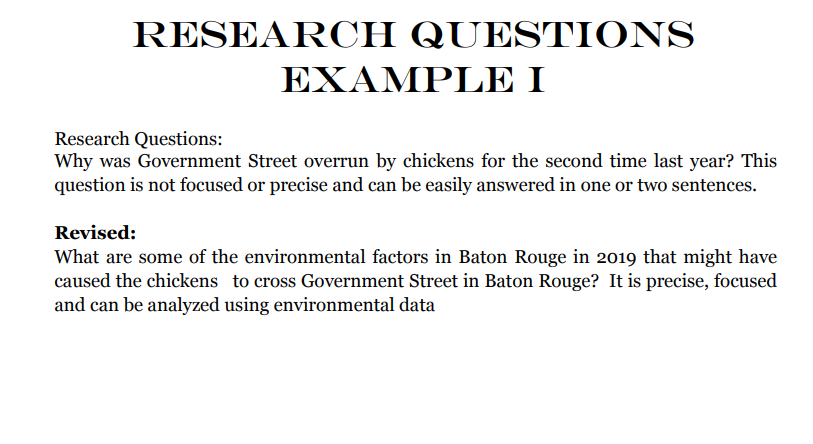 RESEARCH QUESTIONS
EXAMPLE I
Research Questions:
Why was Government Street overrun by chickens for the second time last year? This
question is not focused or precise and can be easily answered in one or two sentences.
Revised:
What are some of the environmental factors in Baton Rouge in 2019 that might have
caused the chickens   to cross Government Street in Baton Rouge?  It is precise, focused
and can be analyzed using environmental data